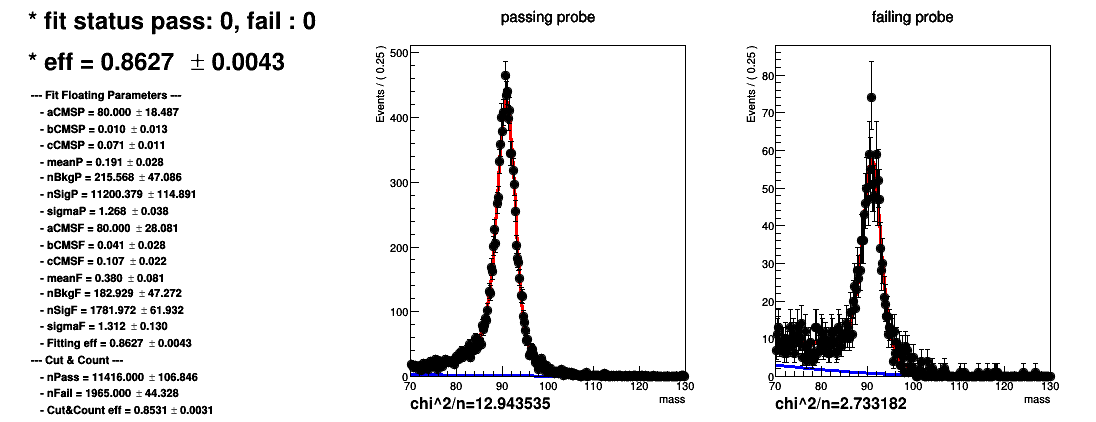 * fit status pass: 0, fail : 0
* eff = 0.8627 ± 0.0043
--- Fit Floating Parameters ---
- aCMSP = 80.000 ± 18.487
- bCMSP = 0.010 ± 0.013
- cCMSP = 0.071 ± 0.011
- meanP = 0.191 ± 0.028
- nBkgP = 215.568 ± 47.086
- nSigP = 11200.379 ± 114.891
- sigmaP = 1.268 ± 0.038
- aCMSF = 80.000 ± 28.081
- bCMSF = 0.041 ± 0.028
- cCMSF = 0.107 ± 0.022
- meanF = 0.380 ± 0.081
- nBkgF = 182.929 ± 47.272
- nSigF = 1781.972 ± 61.932
- sigmaF = 1.312 ± 0.130
- Fitting eff = 0.8627 ± 0.0043
--- Cut & Count ---
- nPass = 11416.000 ± 106.846
- nFail = 1965.000 ± 44.328
- Cut&Count eff = 0.8531 ± 0.0031
passing probe
Events / ( 0.25 )
500
400
300
200
100
0
70 80 90 100 110 120 130
mass
chi^2/n=12.943535
failing probe
Events / ( 0.25 )
80
70
60
50
40
30
20
10
0
70 80 90 100 110 120 130
mass
chi^2/n=2.733182